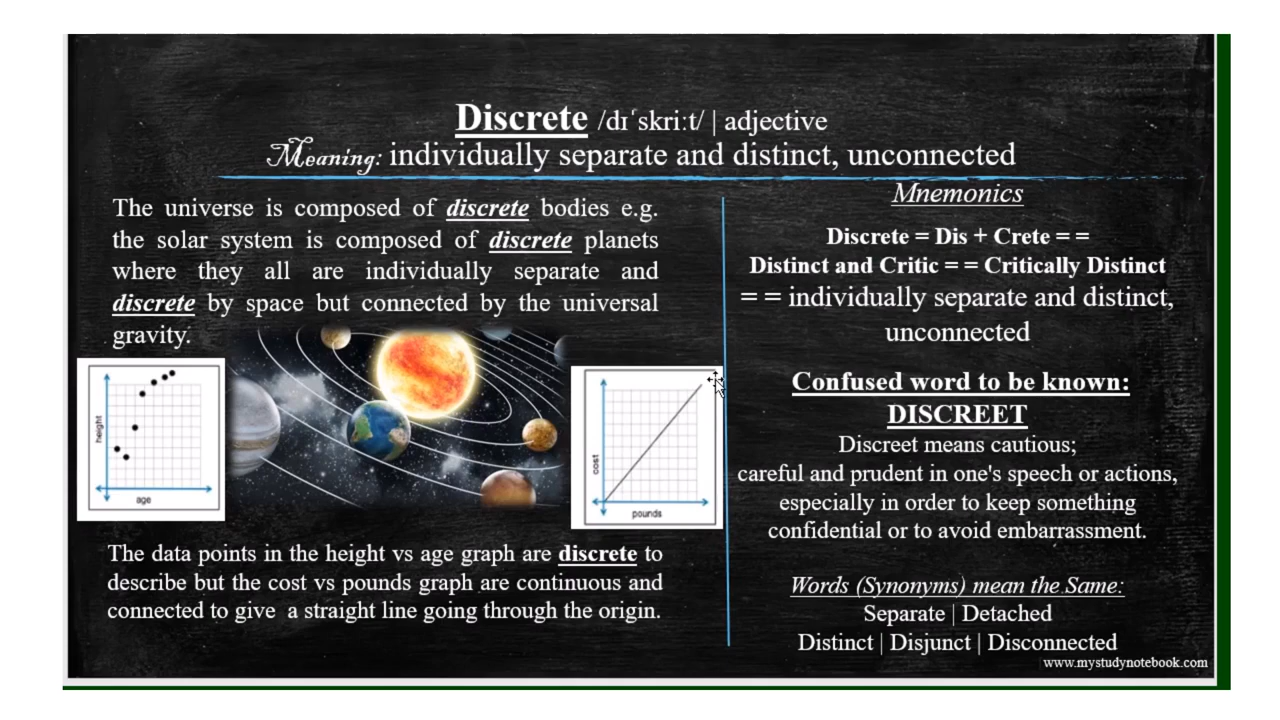 Discrete /dɪˈskriːt/ | adjective
Meaning: individually separate and distinct, unconnected
The universe is composed of discrete bodies e.g.
the solar system is composed of discrete planets
where they all are individually separate and
discrete by space but connected by the universal
gravity.
height
age
cost
pounds
The data points in the height vs age graph are discrete to
describe but the cost vs pounds graph are continuous and
connected to give a straight line going through the origin.
Mnemonics
Discrete = Dis + Crete = =
Distinct and Critic = = Critically Distinct
= = individually separate and distinct,
unconnected
Confused word to be known:
DISCREET
Discreet means cautious;
careful and prudent in one's speech or actions,
especially in order to keep something
confidential or to avoid embarrassment.
Words (Synonyms) mean the Same:
Separate | Detached
Distinct | Disjunct | Disconnected
www.mystudynotebook.com